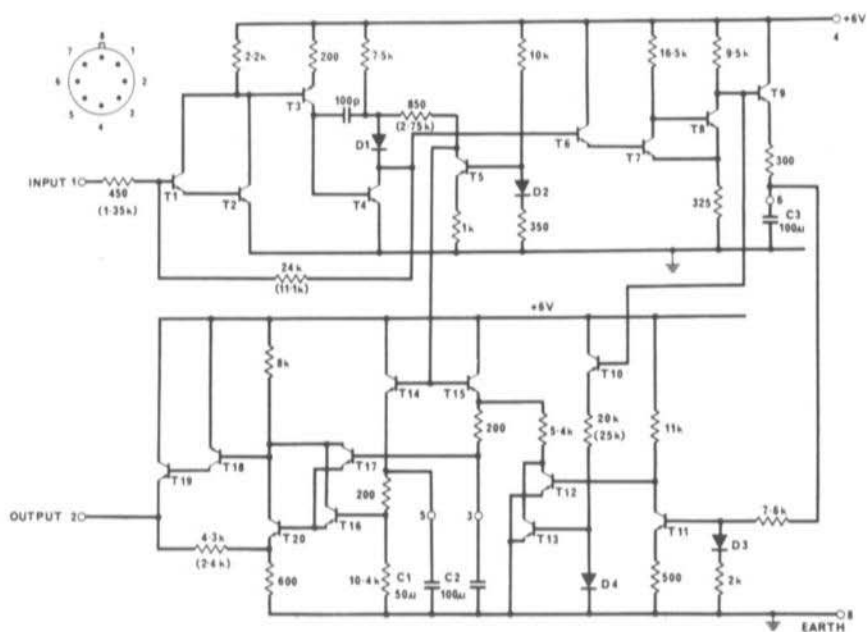 8
1
2
3
4
5
6
7
+6V
4
2·2k
200
7·5k
10k
16·5k
9·5k
T3
100p
850
(2·75k)
T9
T8
D1
T6
T7
INPUT 1
450
(1·35k)
T1
T2
T4
T5
D2
300
1k
350
325
6
C3
100µ
24k
(11·1k)
+6V
8k
T14
T15
T10
200
5·4k
20k
(25k)
11k
T19
T18
T17
200
T12
7·6k
OUTPUT 2
T20
T16
5
3
T13
T11
D3
4·3k
(2·4k)
600
10·4k
C1
50µ
C2
100µ
D4
500
2k
8
EARTH